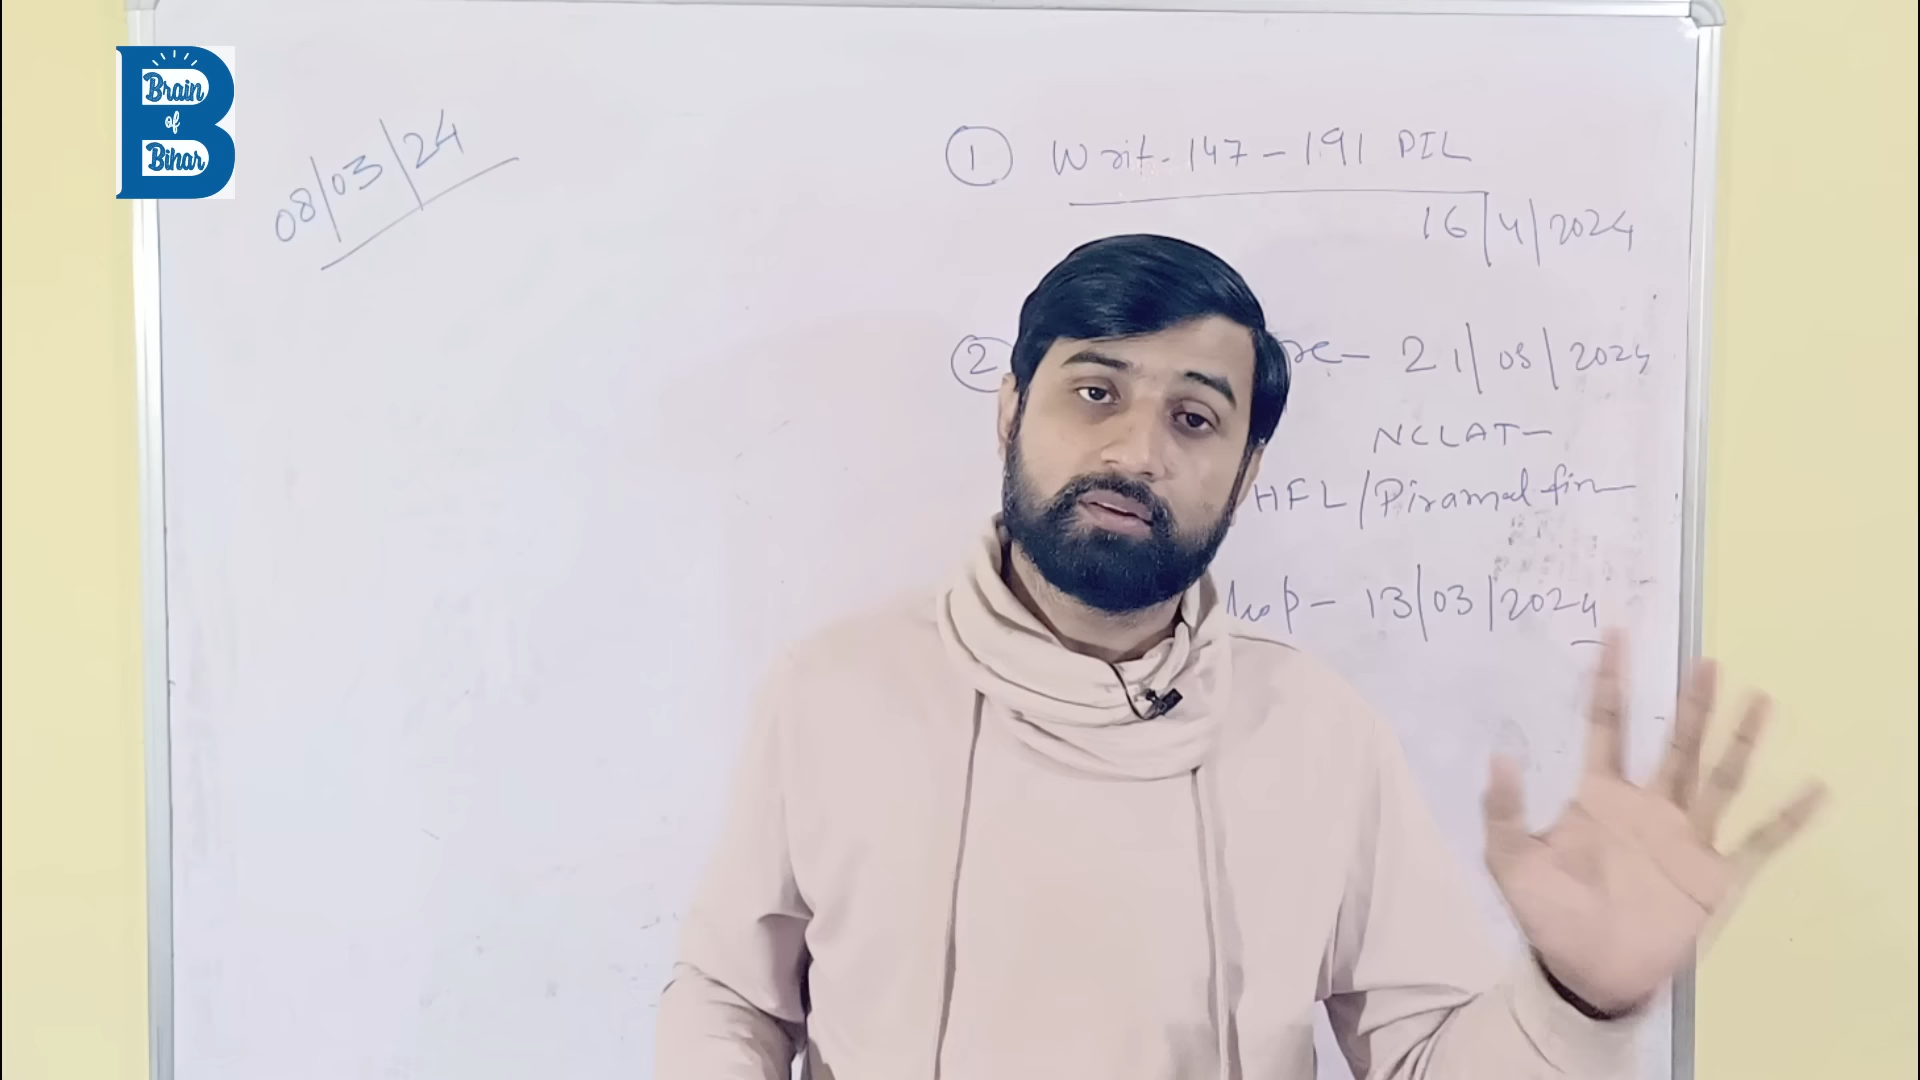 Brain
of
Bihar
08/03/24
① Writ-147-191 PIL
16/4/2024
②
21/05/2024
NCLAT-
HFL/Piramal fin
13/03/2024